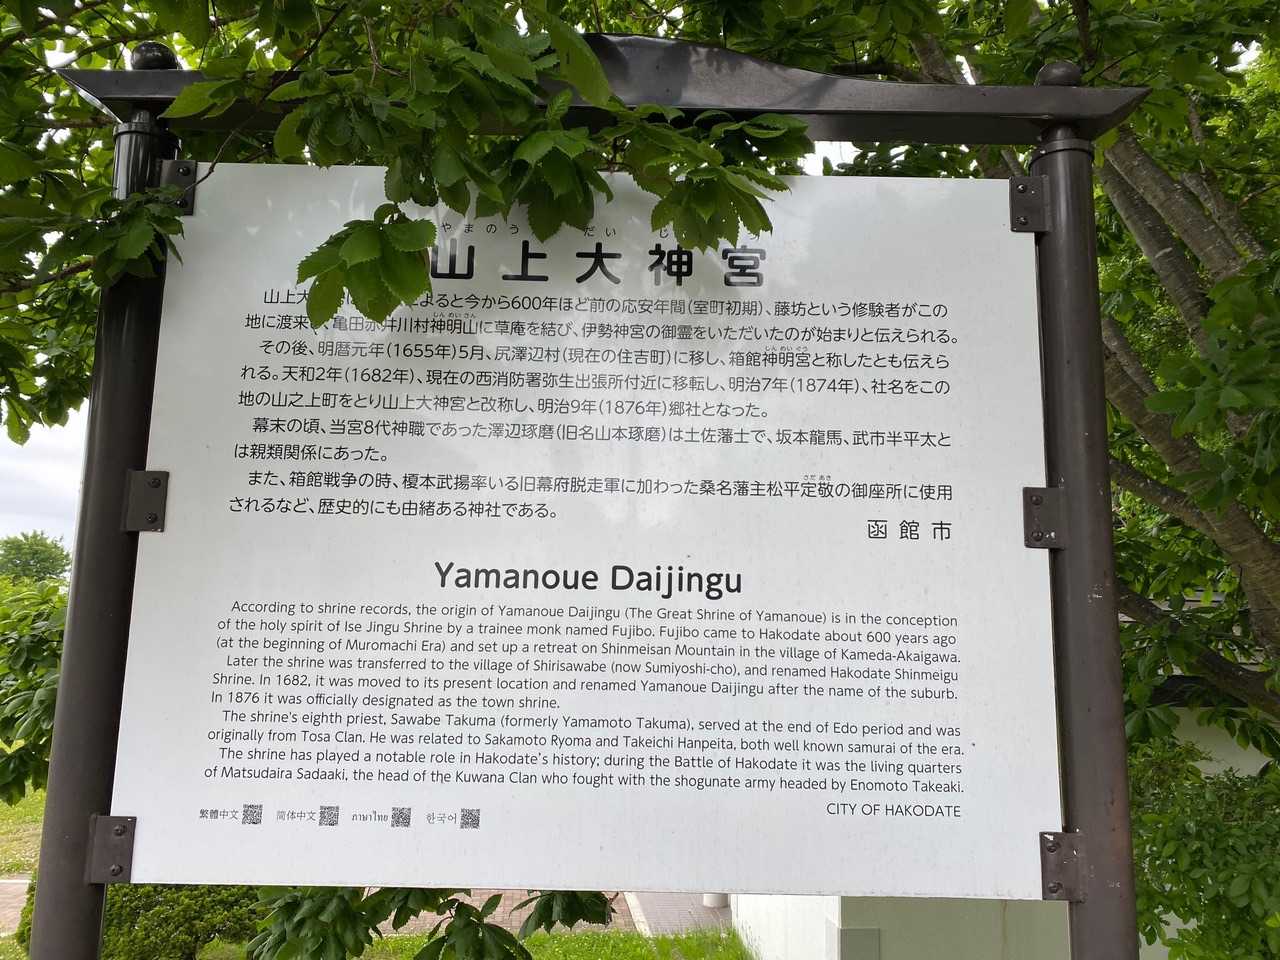 やまのう だい じ
山上大神宮
山上大 によると今から600年ほど前の応安年間(室町初期)、藤坊という修験者がこの
地に渡来し、亀田赤井川村神明山に草庵を結び、伊勢神宮の御霊をいただいたのが始まりと伝えられる。
その後、明暦元年(1655年)5月、尻澤辺村(現在の住吉町)に移し、箱館神明宮と称したとも伝えら
れる。天和2年(1682年)、現在の西消防署弥生出張所付近に移転し、明治7年(1874年)、社名をこの
地の山之上町をとり山上大神宮と改称し、明治9年(1876年)郷社となった。
幕末の頃、当宮8代神職であった澤辺琢磨(旧名山本琢磨)は土佐藩士で、坂本龍馬、武市半平太と
は親類関係にあった。
また、箱館戦争の時、榎本武揚率いる旧幕府脱走軍に加わった桑名藩主松平定敬の御座所に使用
されるなど、歴史的にも由緒ある神社である。
函館市
Yamanoue Daijingu
According to shrine records, the origin of Yamanoue Daijingu (The Great Shrine of Yamanoue) is in the conception
of the holy spirit of Ise Jingu Shrine by a trainee monk named Fujibo. Fujibo came to Hakodate about 600 years ago
(at the beginning of Muromachi Era) and set up a retreat on Shinmeisan Mountain in the village of Kameda-Akaigawa.
Later the shrine was transferred to the village of Shirisawabe (now Sumiyoshi-cho), and renamed Hakodate Shinmeigu
Shrine. In 1682, it was moved to its present location and renamed Yamanoue Daijingu after the name of the suburb.
In 1876 it was officially designated as the town shrine.
The shrine's eighth priest, Sawabe Takuma (formerly Yamamoto Takuma), served at the end of Edo period and was
originally from Tosa Clan. He was related to Sakamoto Ryoma and Takeichi Hanpeita, both well known samurai of the era.
The shrine has played a notable role in Hakodate's history; during the Battle of Hakodate it was the living quarters
of Matsudaira Sadaaki, the head of the Kuwana Clan who fought with the shogunate army headed by Enomoto Takeaki.
CITY OF HAKODATE
繁體中文 简体中文 ภาษาไทย 한국어